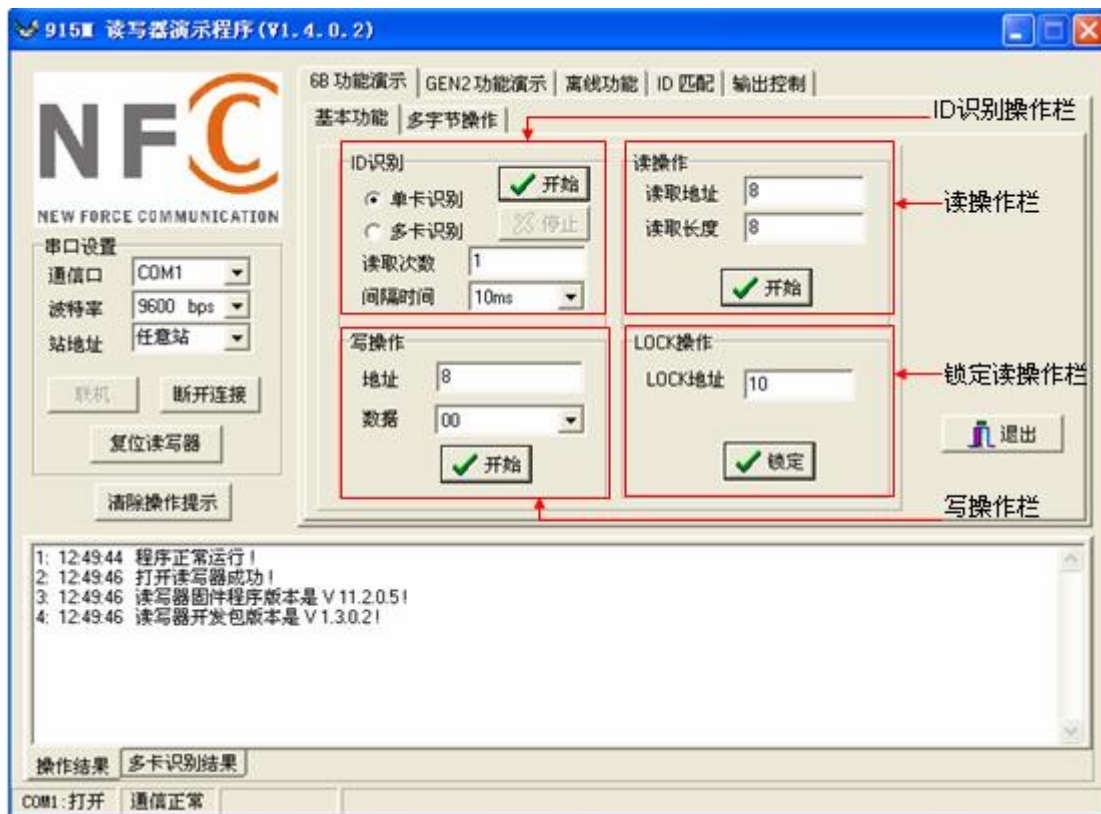 915M 读写器演示程序(V1.4.0.2)
NFC
NEW FORCE COMMUNICATION
串口设置
通信口 COM1
波特率 9600 bps
站地址 任意站
联机 断开连接
复位读写器
清除操作提示
6B 功能演示 GEN2 功能演示 离线功能 ID 匹配 输出控制
基本功能 多字节操作
ID识别操作栏
ID识别
单卡识别 开始
多卡识别 停止
读取次数 1
间隔时间 10ms
读操作
读取地址 8
读取长度 8
开始
读操作栏
写操作
地址 8
数据 00
开始
LOCK操作
LOCK地址 10
锁定
锁定读操作栏
退出
写操作栏
1: 12:49:44 程序正常运行!
2: 12:49:46 打开读写器成功!
3: 12:49:46 读写器固件程序版本是 V 11.2.0.5!
4: 12:49:46 读写器开发包版本是 V 1.3.0.2!
操作结果 多卡识别结果
COM1:打开 通信正常